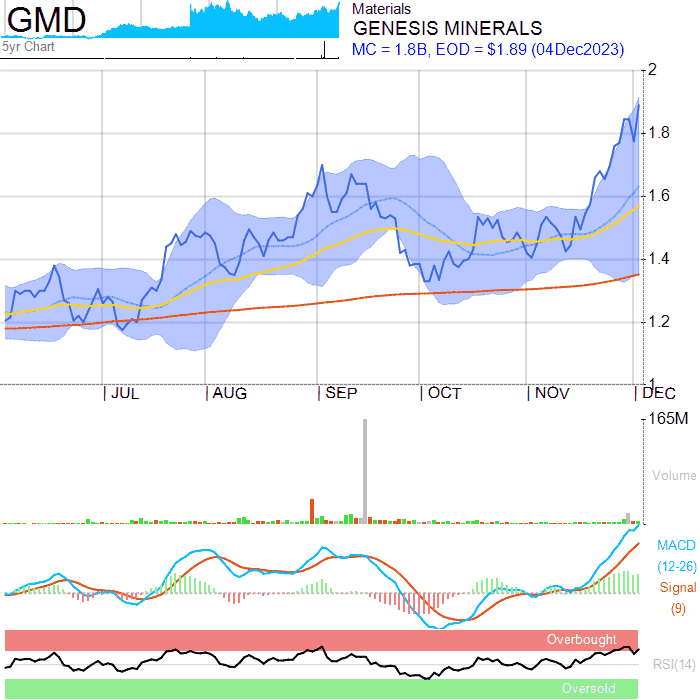 GMD
5yr Chart
Materials
GENESIS MINERALS
MC = 1.8B, EOD = $1.89 (04Dec2023)
2
1.8
1.6
1.4
1.2
1
JUL AUG SEP OCT NOV DEC
165M
Volume
MACD
(12-26)
Signal
(9)
Overbought
RSI(14)
Oversold